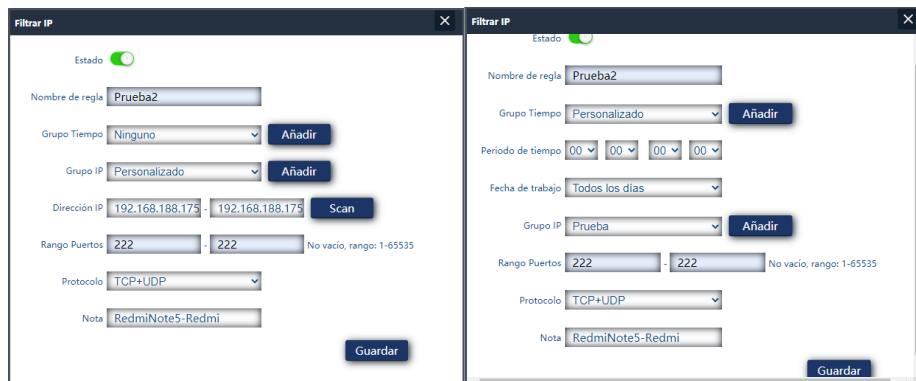 Filtrar IP
Estado
Nombre de regla Prueba2
Grupo Tiempo Ninguno Añadir
Grupo IP Personalizado Añadir
Dirección IP 192.168.188.175 - 192.168.188.175 Scan
Rango Puertos 222 - 222 No vacío, rango: 1-65535
Protocolo TCP+UDP
Nota RedmiNote5-Redmi
Guardar
Filtrar IP
Estado
Nombre de regla Prueba2
Grupo Tiempo Personalizado Añadir
Periodo de tiempo 00 00 00 00
Fecha de trabajo Todos los días
Grupo IP Prueba Añadir
Rango Puertos 222 - 222 No vacío, rango: 1-65535
Protocolo TCP+UDP
Nota RedmiNote5-Redmi
Guardar